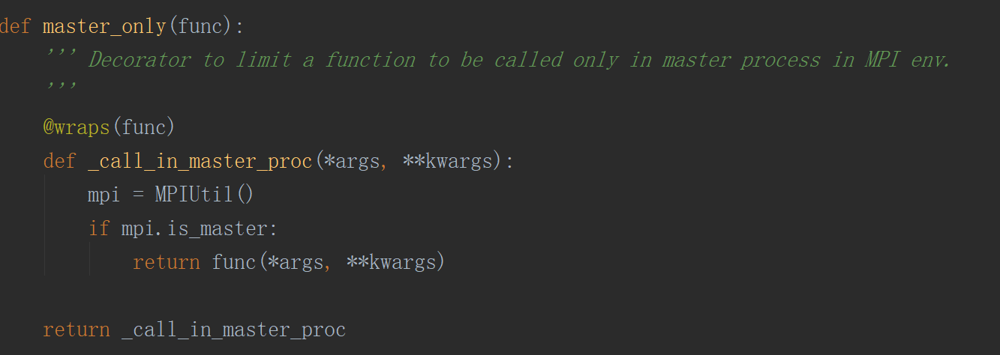 def master_only(func):
''' Decorator to limit a function to be called only in master process in MPI env.
'''
@wraps(func)
def _call_in_master_proc(*args, **kwargs):
mpi = MPIUtil()
if mpi.is_master:
return func(*args, **kwargs)
return _call_in_master_proc